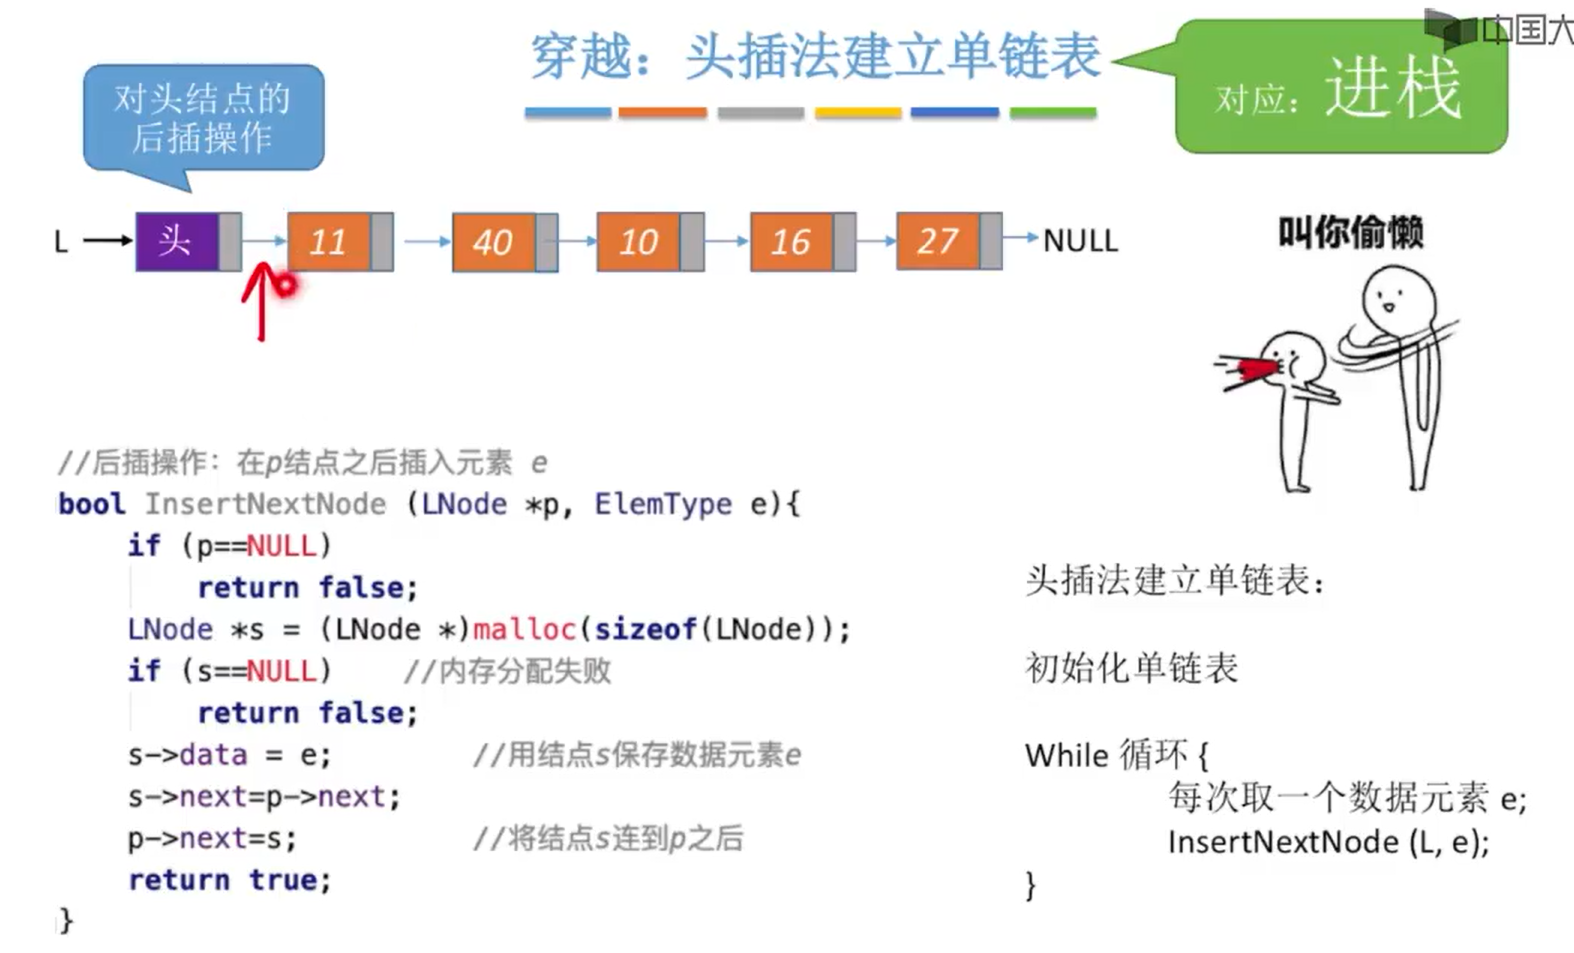 中国大
穿越：头插法建立单链表
对应：进栈
对头结点的
后插操作
L 头 11 40 10 16 27 NULL
叫你偷懒
//后插操作：在p结点之后插入元素 e
bool InsertNextNode (LNode *p, ElemType e){
if (p==NULL)
return false;
LNode *s = (LNode *)malloc(sizeof(LNode));
if (s==NULL) //内存分配失败
return false;
s->data = e; //用结点s保存数据元素e
s->next=p->next;
p->next=s; //将结点s连到p之后
return true;
}
头插法建立单链表：
初始化单链表
While 循环 {
每次取一个数据元素 e;
InsertNextNode (L, e);
}